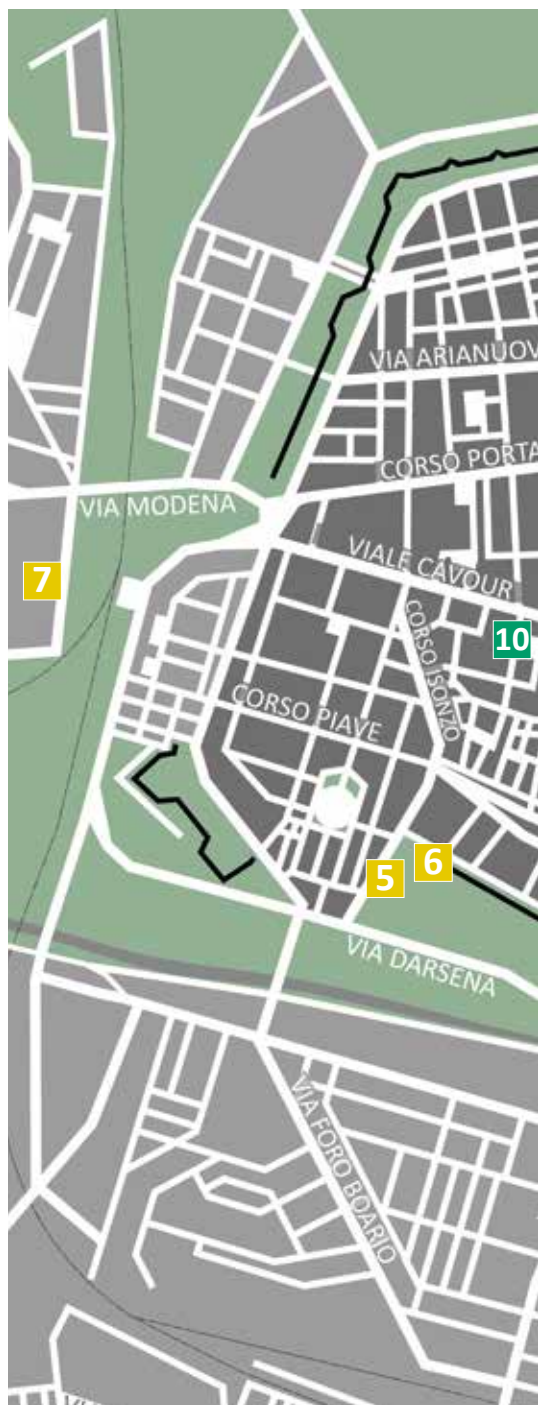 VIA ARIANUOV
CORSO PORTA
VIA MODENA
VIALE CAVOUR
7
CORSO ISONZO
10
CORSO PIAVE
5
6
VIA DARSENA
VIA FORO BOARIO